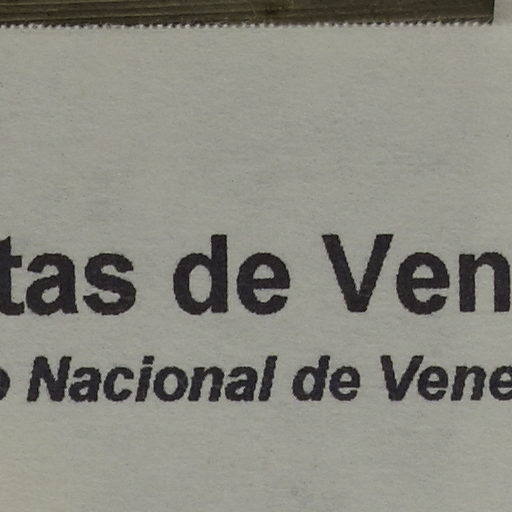 tas de Ven
o Nacional de Vene